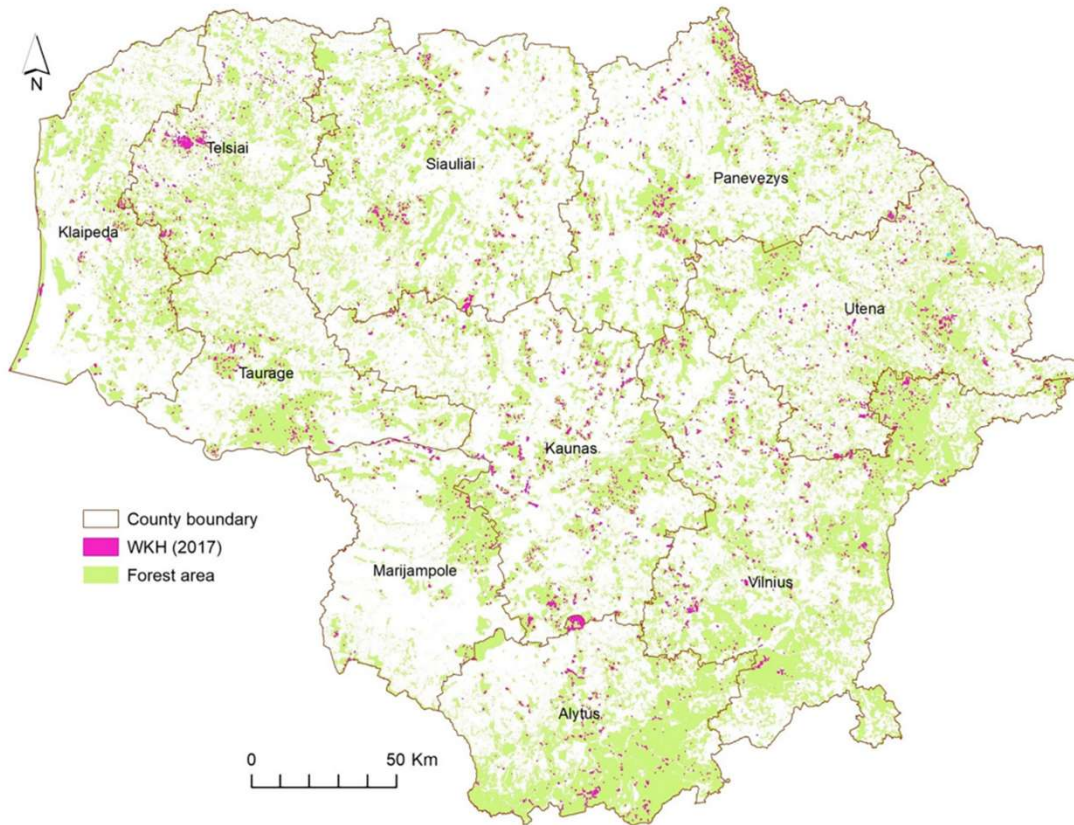 N
Telsiai
Siauliai
Panevezys
Klaipeda
Utena
Taurage
Kaunas
County boundary
WKH (2017)
Forest area
Marijampole
Vilnius
Alytus
0 50 Km